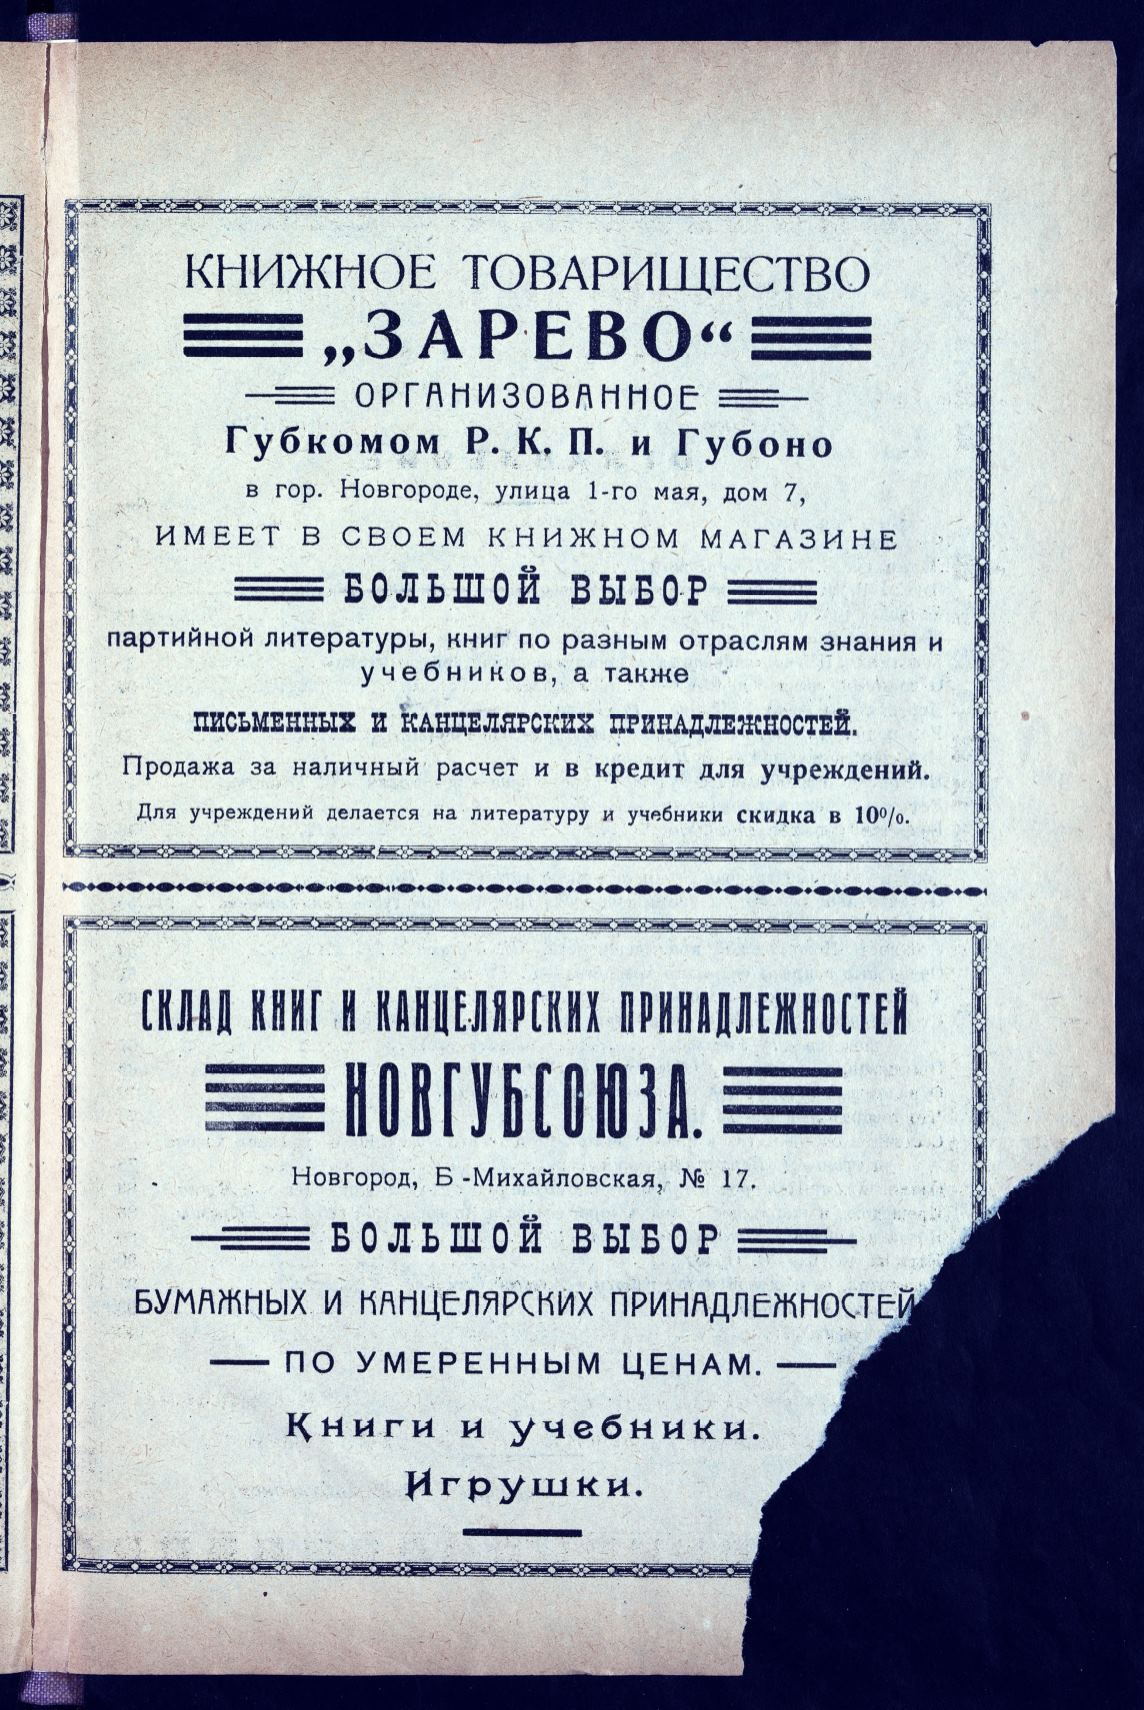 КНИЖНОЕ ТОВАРИЩЕСТВО
„ЗАРЕВО“
ОРГАНИЗОВАННОЕ
Губкомом Р. К. П. и Губоно
в гор. Новгороде, улица 1-го мая, дом 7,
ИМЕЕТ В СВОЕМ КНИЖНОМ МАГАЗИНЕ
БОЛЬШОЙ ВЫБОР
партийной литературы, книг по разным отраслям знания и
учебников, а также
ПИСЬМЕННЫХ И КАНЦЕЛЯРСКИХ ПРИНАДЛЕЖНОСТЕЙ.
Продажа за наличный расчет и в кредит для учреждений.
Для учреждений делается на литературу и учебники скидка в 10%.
СКЛАД КНИГ И КАНЦЕЛЯРСКИХ ПРИНАДЛЕЖНОСТЕЙ
НОВГУБСОЮЗА.
Новгород, Б -Михайловская, № 17.
БОЛЬШОЙ ВЫБОР
БУМАЖНЫХ И КАНЦЕЛЯРСКИХ ПРИНАДЛЕЖНОСТЕЙ
ПО УМЕРЕННЫМ ЦЕНАМ.
Книги и учебники.
Игрушки.